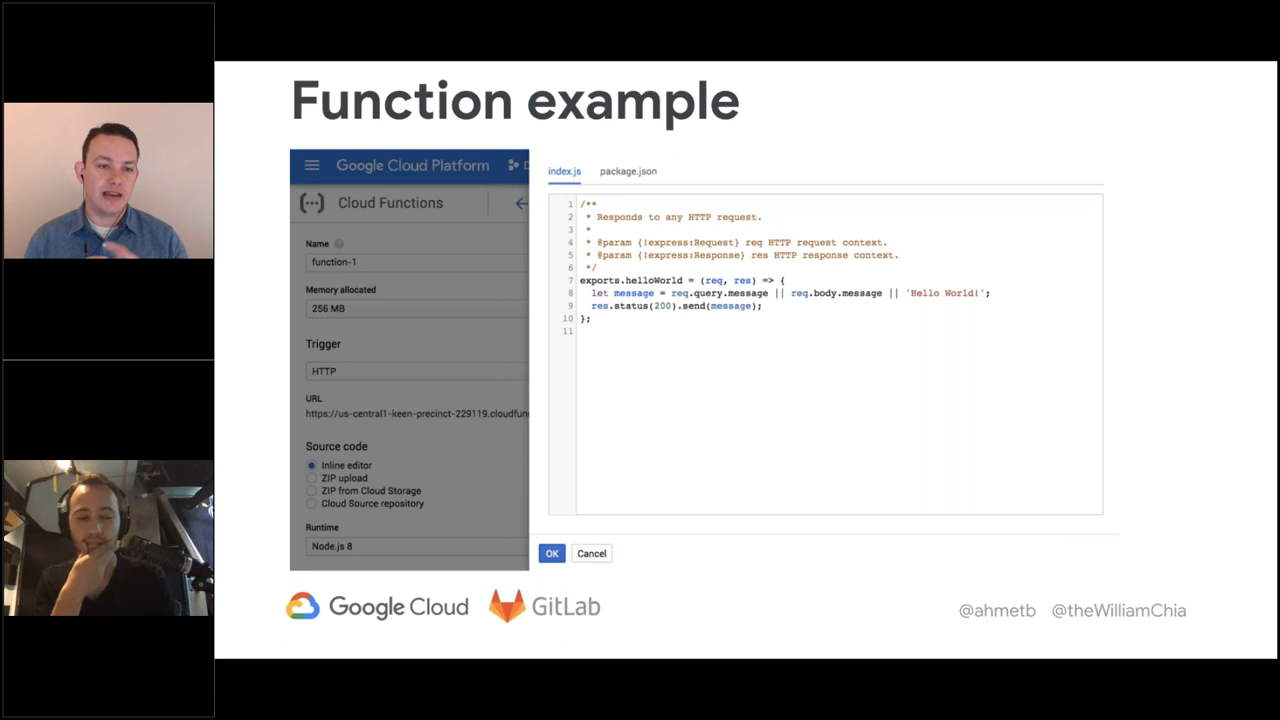 Function example
Google Cloud Platform
Cloud Functions
Name
function-1
Memory allocated
256 MB
Trigger
HTTP
URL
https://us-central1-keen-precinct-229119.cloudfun
Source code
Inline editor
ZIP upload
ZIP from Cloud Storage
Cloud Source repository
Runtime
Node.js 8
index.js package.json
1 /**
2 * Responds to any HTTP request.
3 *
4 * @param {!express:Request} req HTTP request context.
5 * @param {!express:Response} res HTTP response context.
6 */
7 exports.helloWorld = (req, res) => {
8 let message = req.query.message || req.body.message || 'Hello World!';
9 res.status(200).send(message);
10 };
11
OK Cancel
Google Cloud GitLab
@ahmetb @theWilliamChia